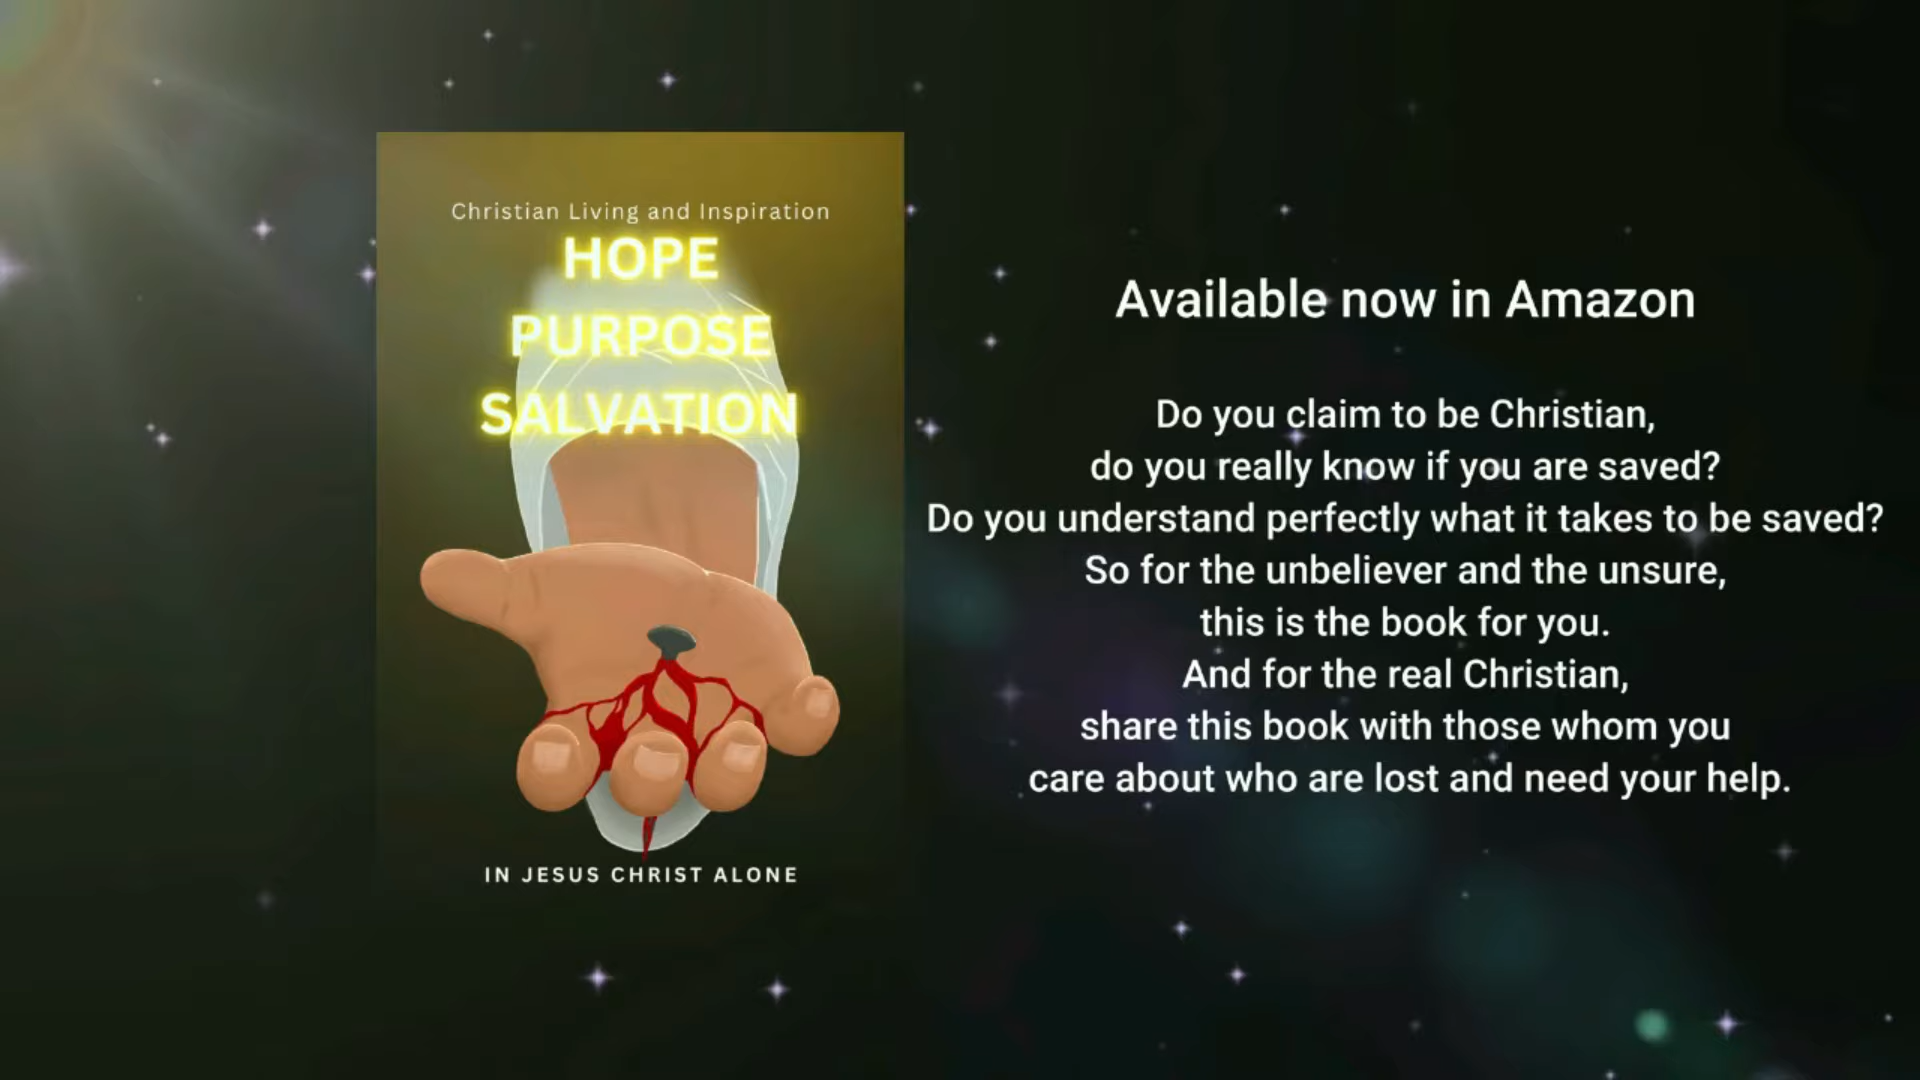 Christian Living and Inspiration
HOPE
PURPOSE
SALVATION
IN JESUS CHRIST ALONE
Available now in Amazon
Do you claim to be Christian,
do you really know if you are saved?
Do you understand perfectly what it takes to be saved?
So for the unbeliever and the unsure,
this is the book for you.
And for the real Christian,
share this book with those whom you
care about who are lost and need your help.